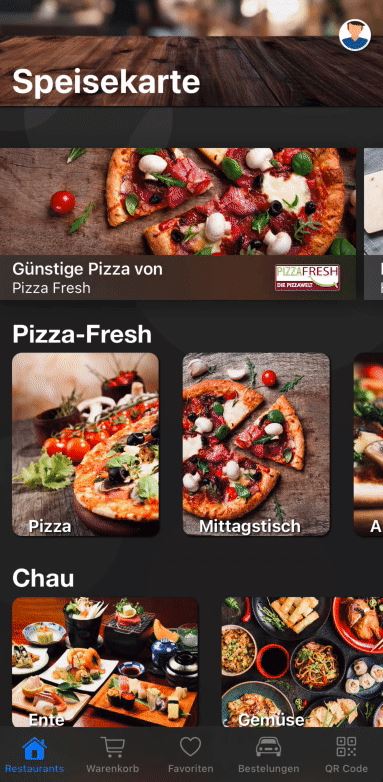 Speisekarte
Günstige Pizza von
Pizza Fresh
PIZZAFRESH
DIE PIZZAWELT
Pizza-Fresh
Pizza
Mittagstisch
A
Chau
Ente
Gemüse
Restaurants
Warenkorb
Favoriten
Bestelungen
QR Code